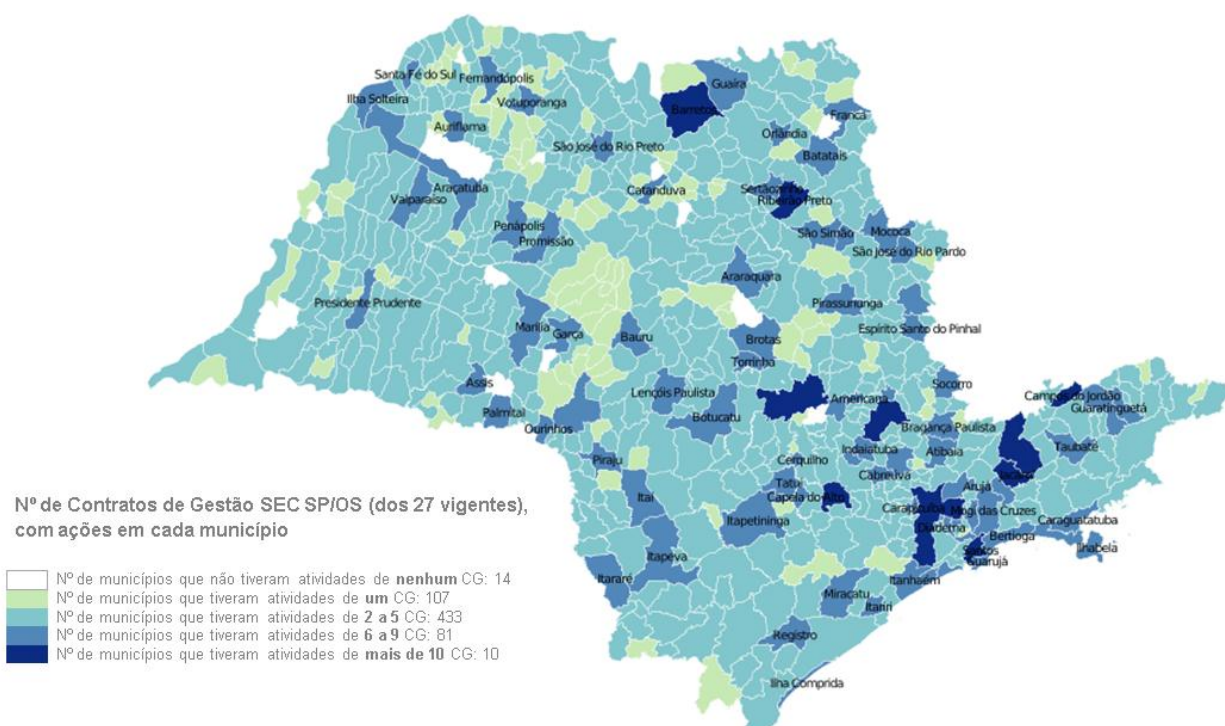 Santa Fé do Sul
Fernandópolis
Guaíra
Ilha Solteira
Votuporanga
Barretos
Franca
Auriflama
Orlândia
São José do Rio Preto
Batatais
Araçatuba
Catanduva
Sertãozinho
Valparaíso
Ribeirão Preto
Penápolis
São Simão
Mococa
Promissão
São José do Rio Pardo
Araraquara
Presidente Prudente
Pirassununga
Marília
Garça
Bauru
Brotas
Espírito Santo do Pinhal
Torrinha
Assis
Lençóis Paulista
Americana
Socorro
Campos do Jordão
Palmital
Botucatu
Guaratinguetá
Ourinhos
Bragança Paulista
Indaiatuba
Atibaia
Taubaté
Piraju
Cerquilho
Cabreúva
Jacareí
Tatuí
Arujá
Itaí
Capela do Alto
Carapicuíba
Mogi das Cruzes
Itapetininga
Diadema
Caraguatatuba
Bertioga
Itapeva
Santos
Ilhabela
Guarujá
Itararé
Itanhaém
Miracatu
Itariri
Registro
Ilha Comprida
Nº de Contratos de Gestão SEC SP/OS (dos 27 vigentes),
com ações em cada município
Nº de municípios que não tiveram atividades de nenhum CG: 14
Nº de municípios que tiveram atividades de um CG: 107
Nº de municípios que tiveram atividades de 2 a 5 CG: 433
Nº de municípios que tiveram atividades de 6 a 9 CG: 81
Nº de municípios que tiveram atividades de mais de 10 CG: 10